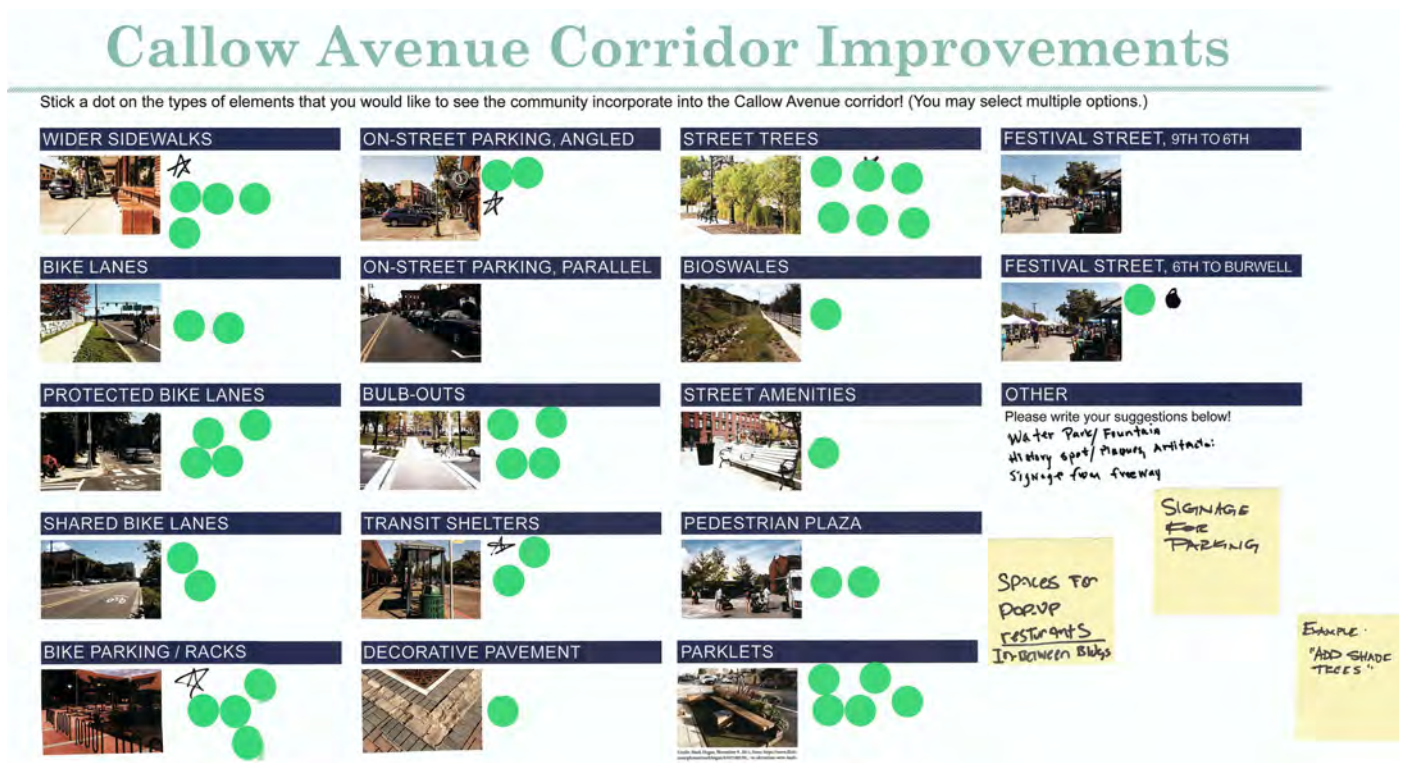 Callow Avenue Corridor Improvements
Stick a dot on the types of elements that you would like to see the community incorporate into the Callow Avenue corridor! (You may select multiple options.)
WIDER SIDEWALKS
ON-STREET PARKING, ANGLED
STREET TREES
FESTIVAL STREET, 9TH TO 6TH
BIKE LANES
ON-STREET PARKING, PARALLEL
BIOSWALES
FESTIVAL STREET, 6TH TO BURWELL
PROTECTED BIKE LANES
BULB-OUTS
STREET AMENITIES
OTHER
Please write your suggestions below!
Water Park/ Fountain
History spot/ Plaques,
Signage from freeway
SHARED BIKE LANES
TRANSIT SHELTERS
PEDESTRIAN PLAZA
SPACES FOR
POP-UP
resturants
In-Between Bldgs
SIGNAGE
FOR
PARKING
BIKE PARKING / RACKS
DECORATIVE PAVEMENT
PARKLETS
EXAMPLE:
"ADD SHADE
TREES"